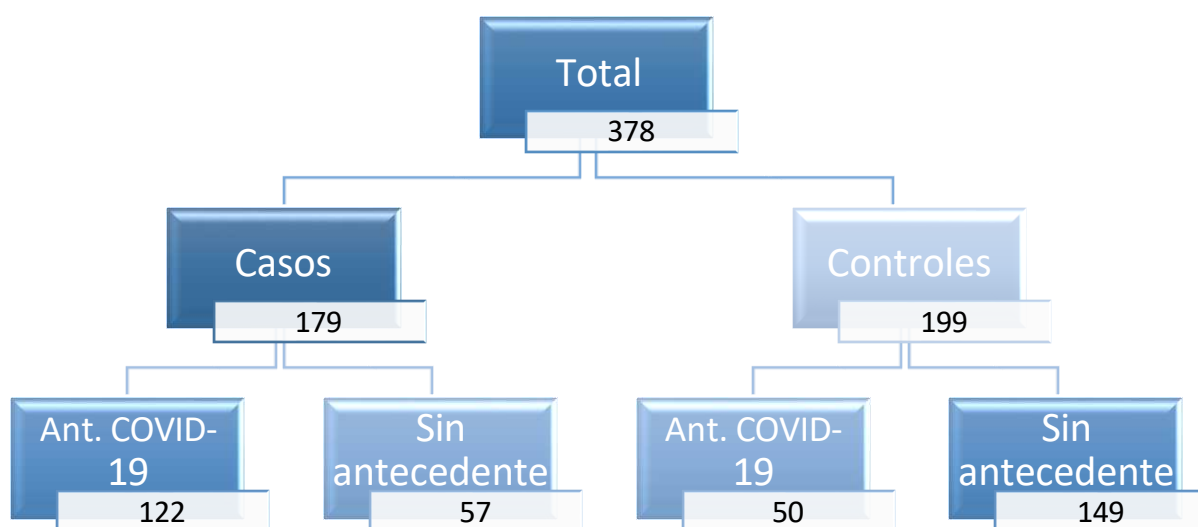 Total
378
Casos
179
Controles
199
Ant. COVID-
19
122
Sin
antecedente
57
Ant. COVID-
19
50
Sin
antecedente
149